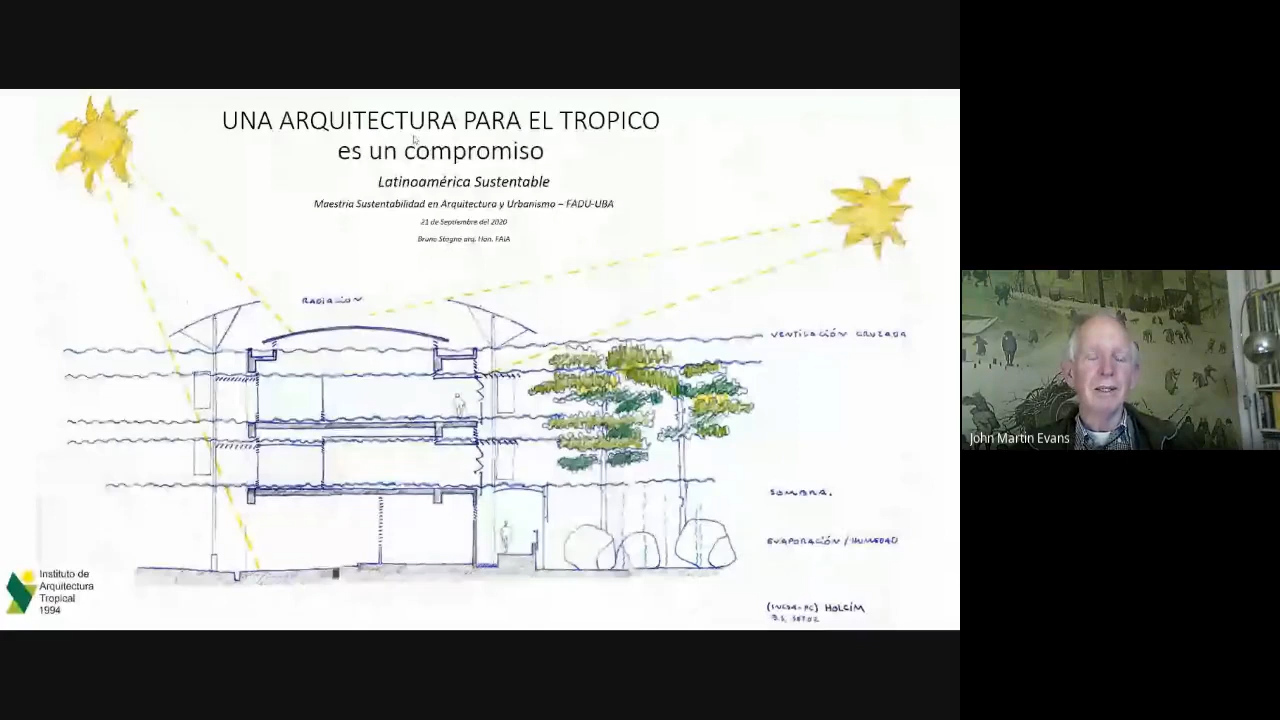 UNA ARQUITECTURA PARA EL TROPICO
es un compromiso
Latinoamérica Sustentable
Maestría Sustentabilidad en Arquitectura y Urbanismo – FADU-UBA
21 de Septiembre del 2020
Bruno Stagno arq. Hon. FAIA
RADIACIÓN
VENTILACIÓN CRUZADA
John Martin Evans
SOMBRA.
EVAPORACIÓN / HUMEDAD
Instituto de
Arquitectura
Tropical
1994
HOLCIM